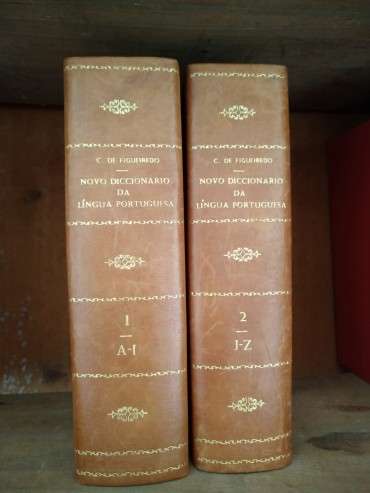 C. DE FIGUEIREDO
NOVO DICCIONARIO
DA
LÍNGUA PORTUGUESA
1
A-I
C. DE FIGUEIREDO
NOVO DICCIONARIO
DA
LÍNGUA PORTUGUESA
2
J-Z